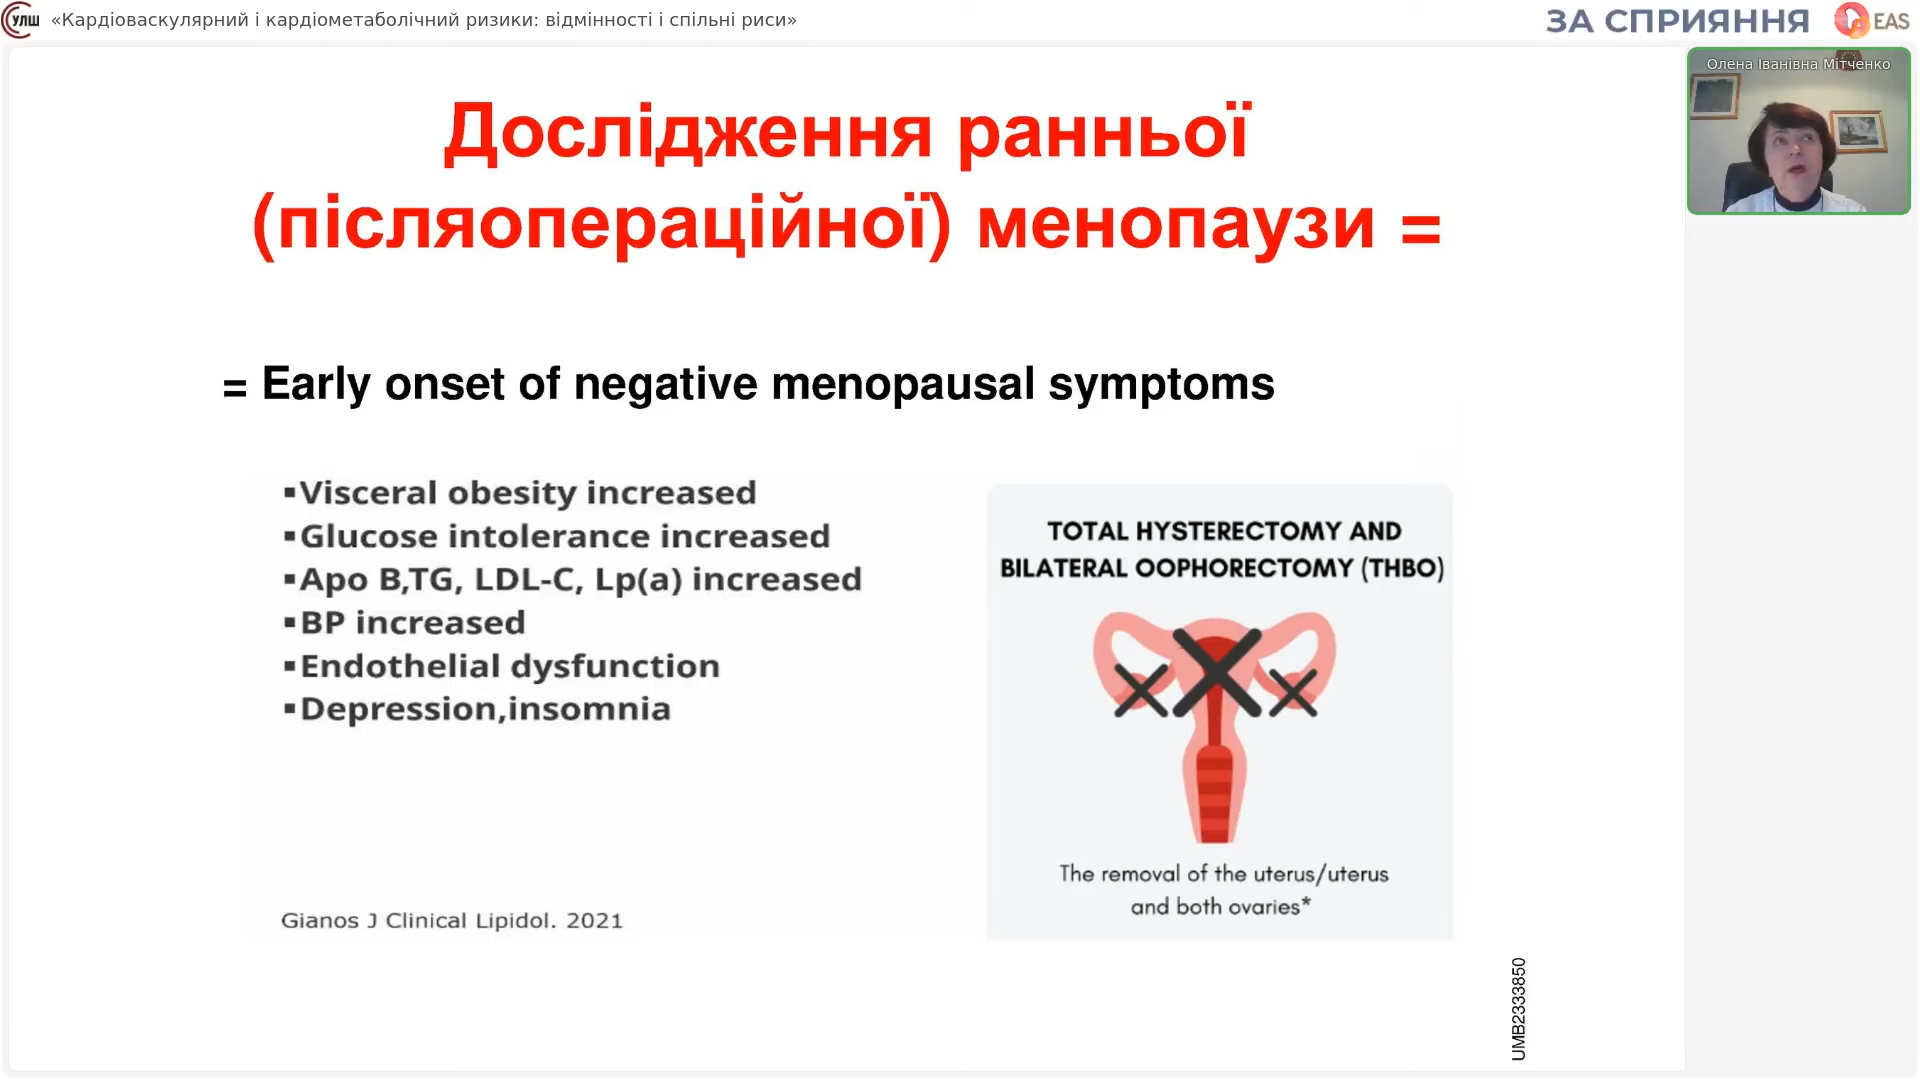 УЛШ «Кардіоваскулярний і кардіометаболічний ризики: відмінності і спільні риси»
ЗА СПРИЯННЯ EAS
Олена Іванівна Мітченко
Дослідження ранньої
(післяопераційної) менопаузи =
= Early onset of negative menopausal symptoms
▪Visceral obesity increased
▪Glucose intolerance increased
▪Apo B,TG, LDL-C, Lp(a) increased
▪BP increased
▪Endothelial dysfunction
▪Depression,insomnia
Gianos J Clinical Lipidol. 2021
TOTAL HYSTERECTOMY AND
BILATERAL OOPHORECTOMY (THBO)
The removal of the uterus/uterus
and both ovaries*
UMB2333850